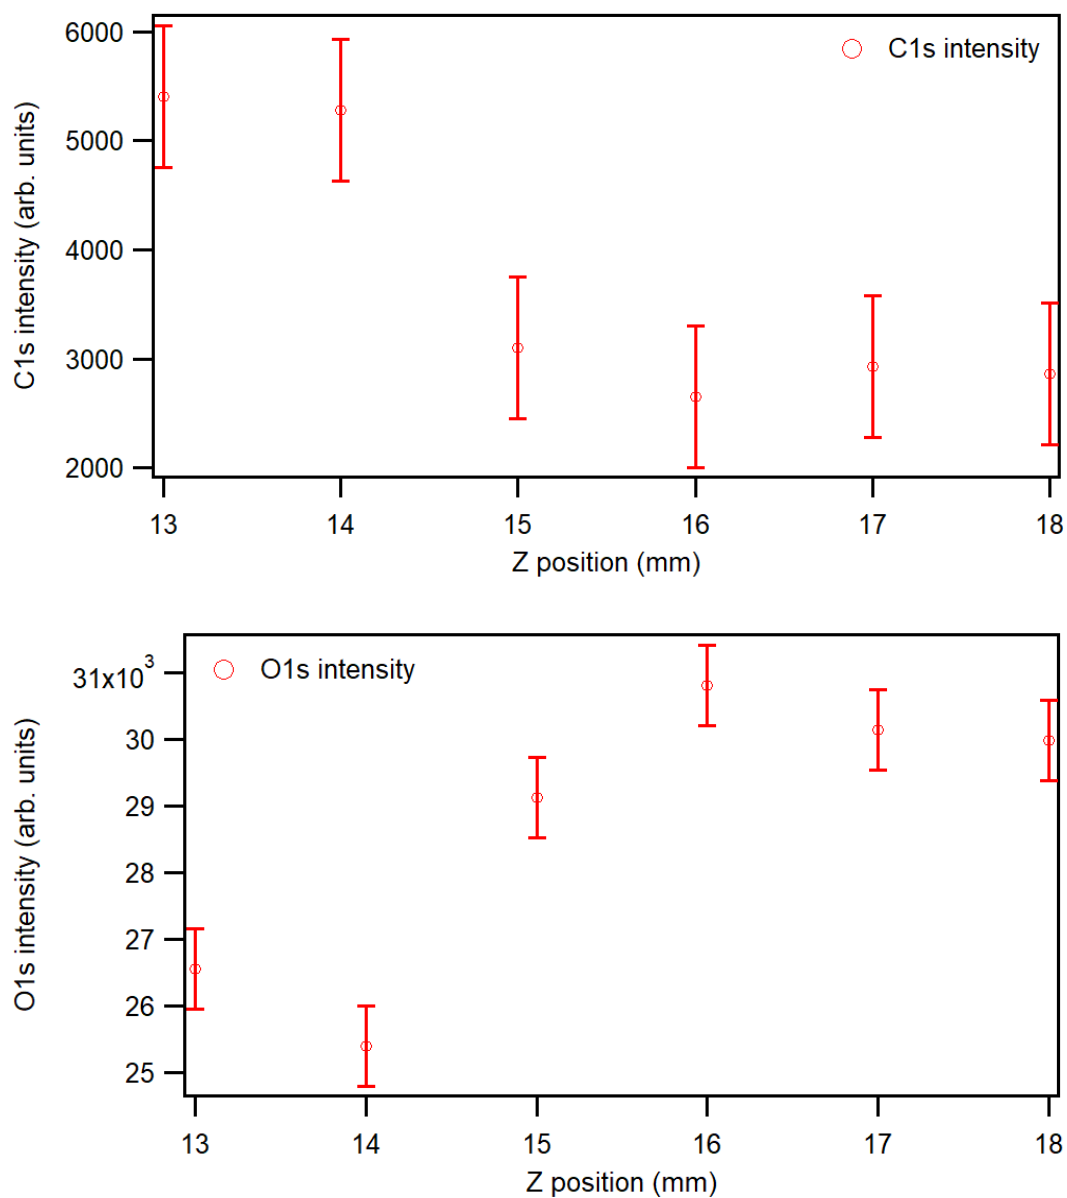 C1s intensity (arb. units)
6000
5000
4000
3000
2000
C1s intensity
13 14 15 16 17 18
Z position (mm)
O1s intensity (arb. units)
31x10³
30
29
28
27
26
25
O1s intensity
13 14 15 16 17 18
Z position (mm)